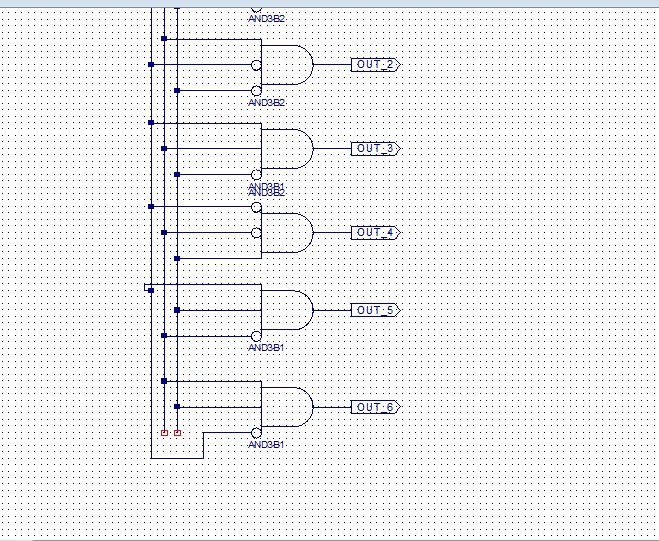 AND3B2
OUT_2
AND3B2
OUT_3
AND3B1
AND3B2
OUT_4
OUT_5
AND3B1
OUT_6
AND3B1